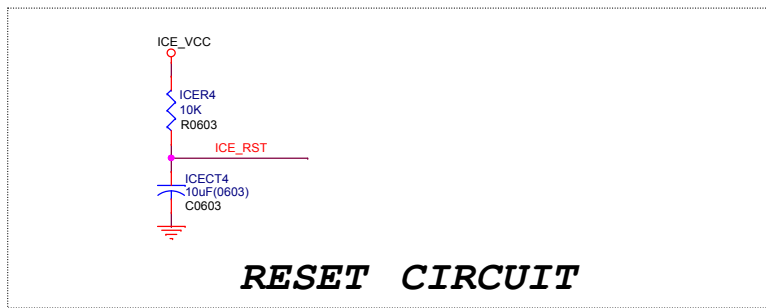 ICE_VCC
ICER4
10K
R0603
ICE_RST
ICECT4
10uF(0603)
C0603
RESET CIRCUIT